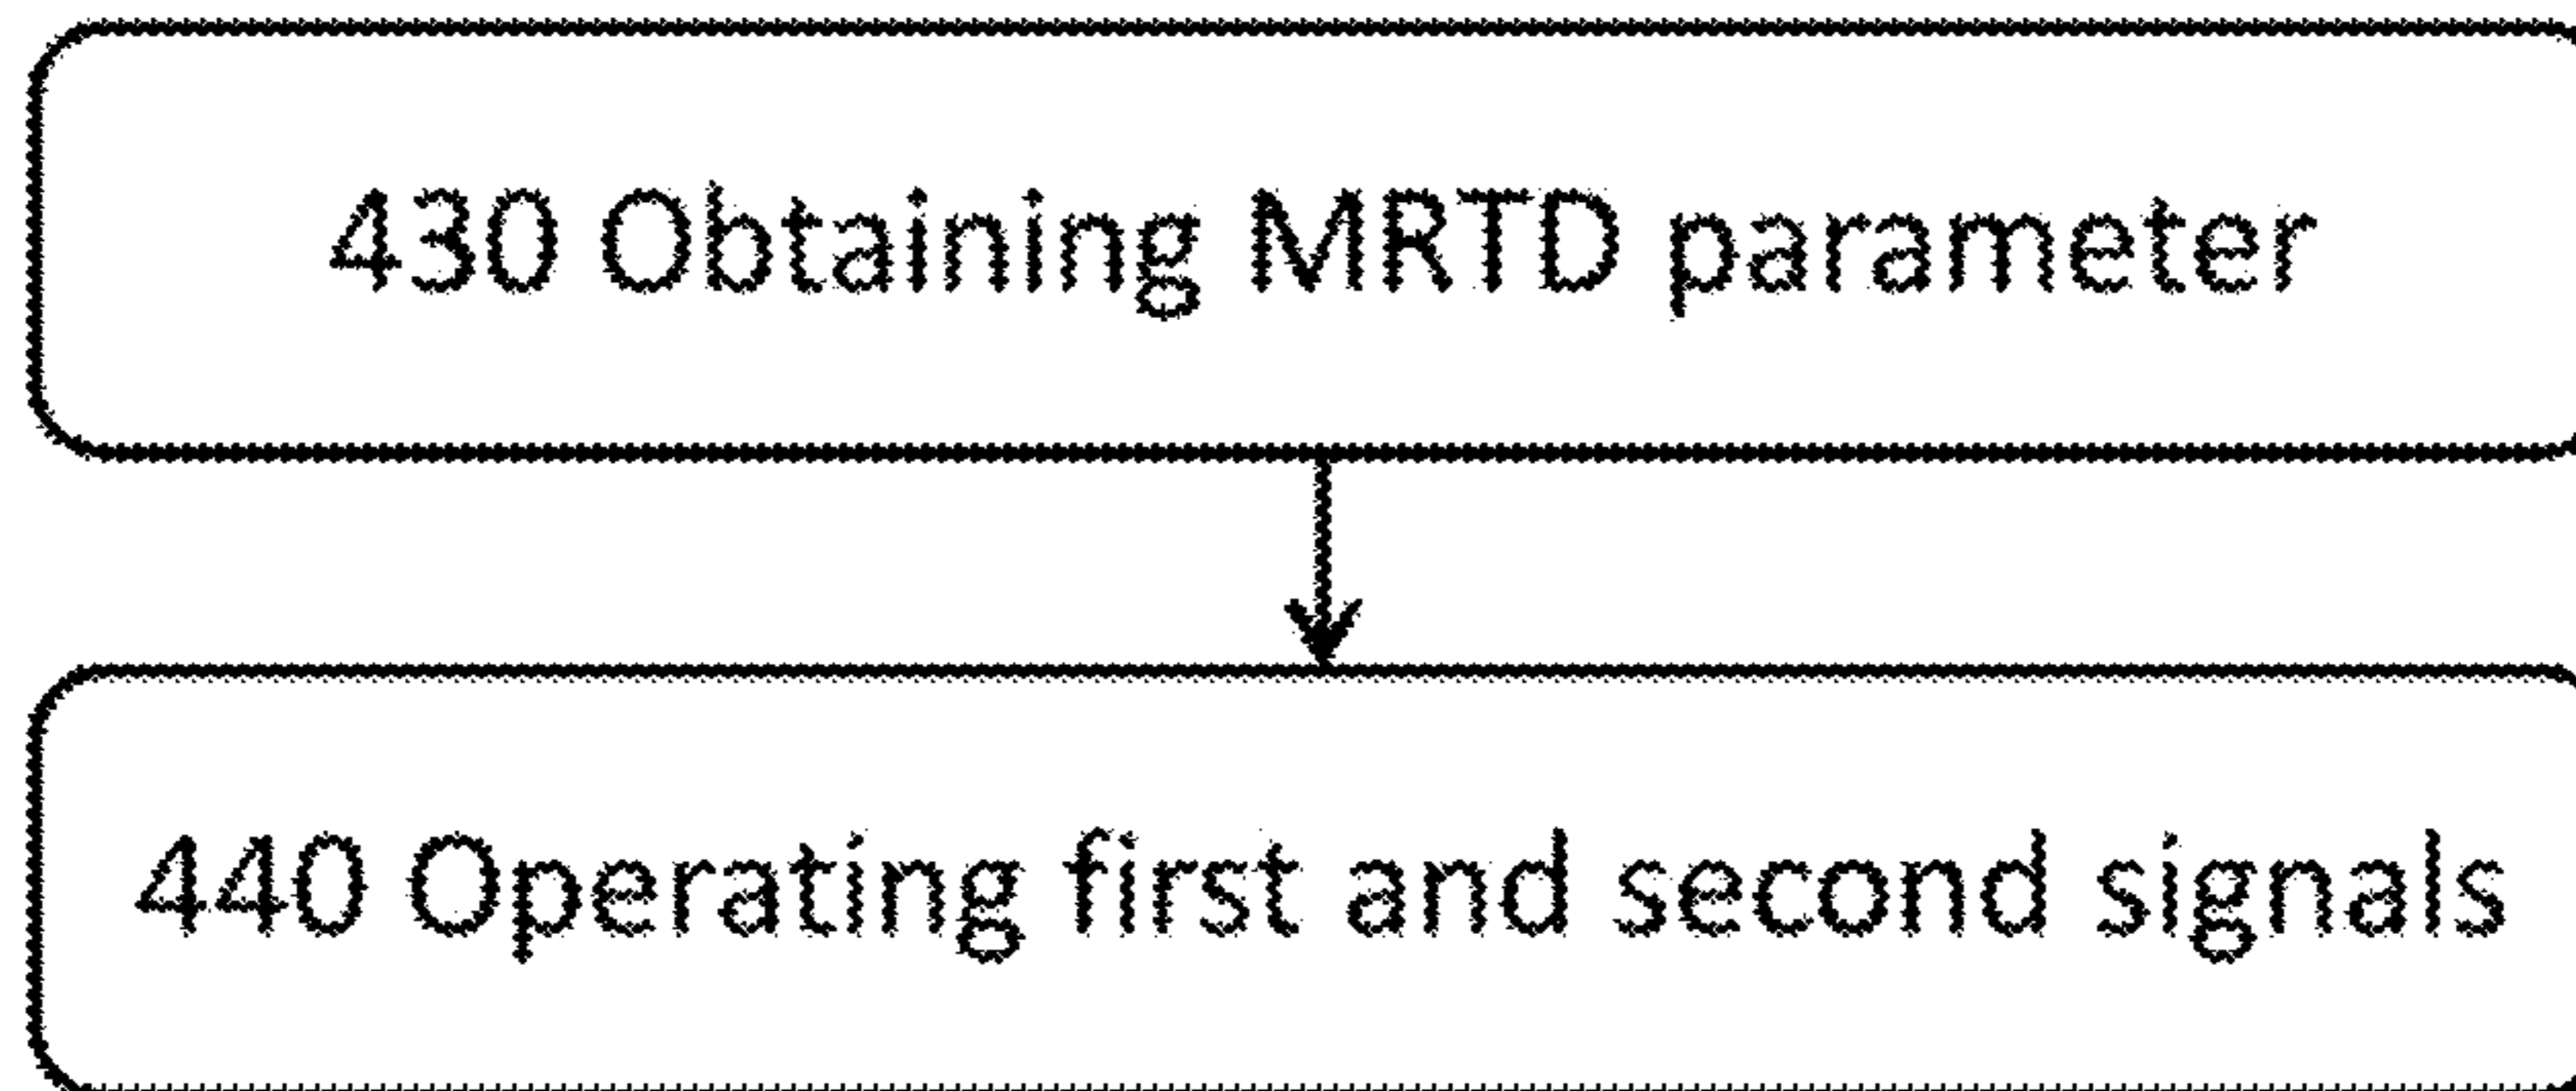 430 Obtaining MRTD parameter
440 Operating first and second signals